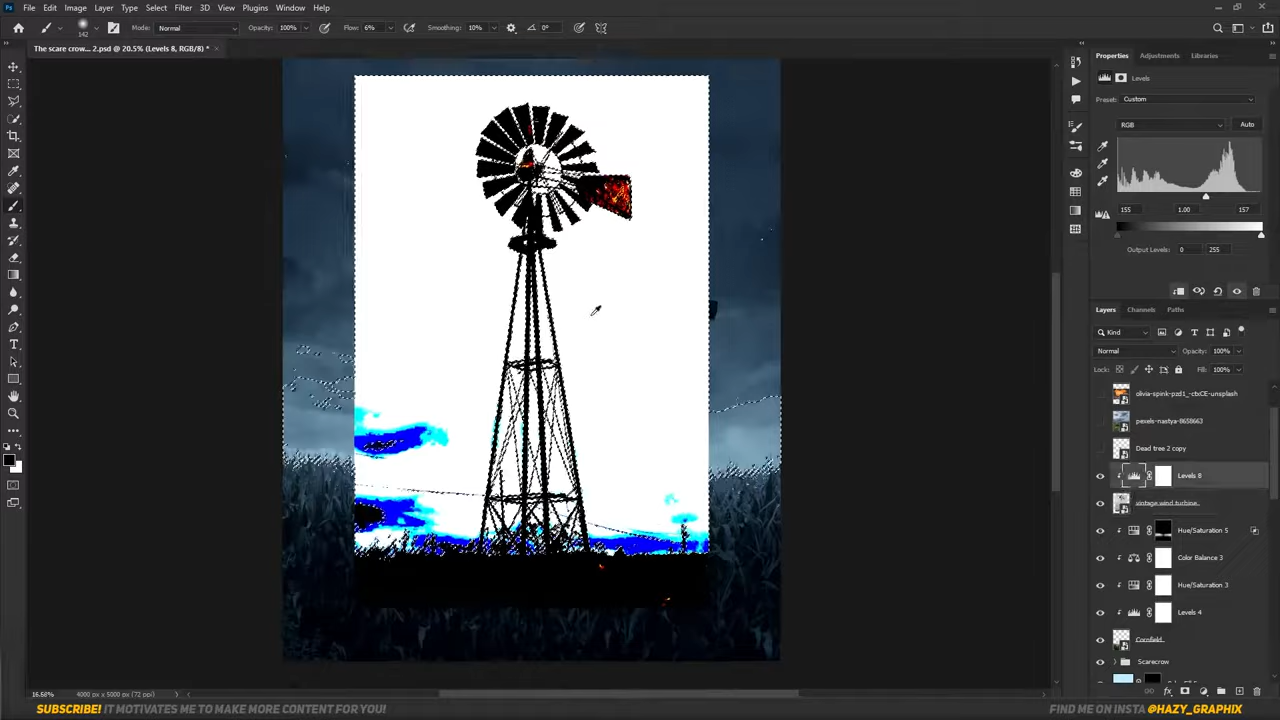 Ps File Edit Image Layer Type Select Filter 3D View Plugins Window Help
142 Mode: Normal Opacity: 100% Flow: 6% Smoothing: 10% 0°
The scare crow... 2.psd @ 20.5% (Levels 8, RGB/8) *
Properties Adjustments Libraries
Levels
Preset: Custom
RGB Auto
155 1.00 157
Output Levels: 0 255
Layers Channels Paths
Kind
Normal Opacity: 100%
Lock: Fill: 100%
olivia-spink-pzd1_-ctxCE-unsplash
pexels-nastya-8658663
Dead tree 2 copy
Levels 8
vintage wind turbine..
Hue/Saturation 5
Color Balance 3
Hue/Saturation 3
Levels 4
Cornfield
Scarecrow
16.58% 4000 px x 5000 px (72 ppi)
SUBSCRIBE! IT MOTIVATES ME TO MAKE MORE CONTENT FOR YOU!
FIND ME ON INSTA @HAZY_GRAPHIX